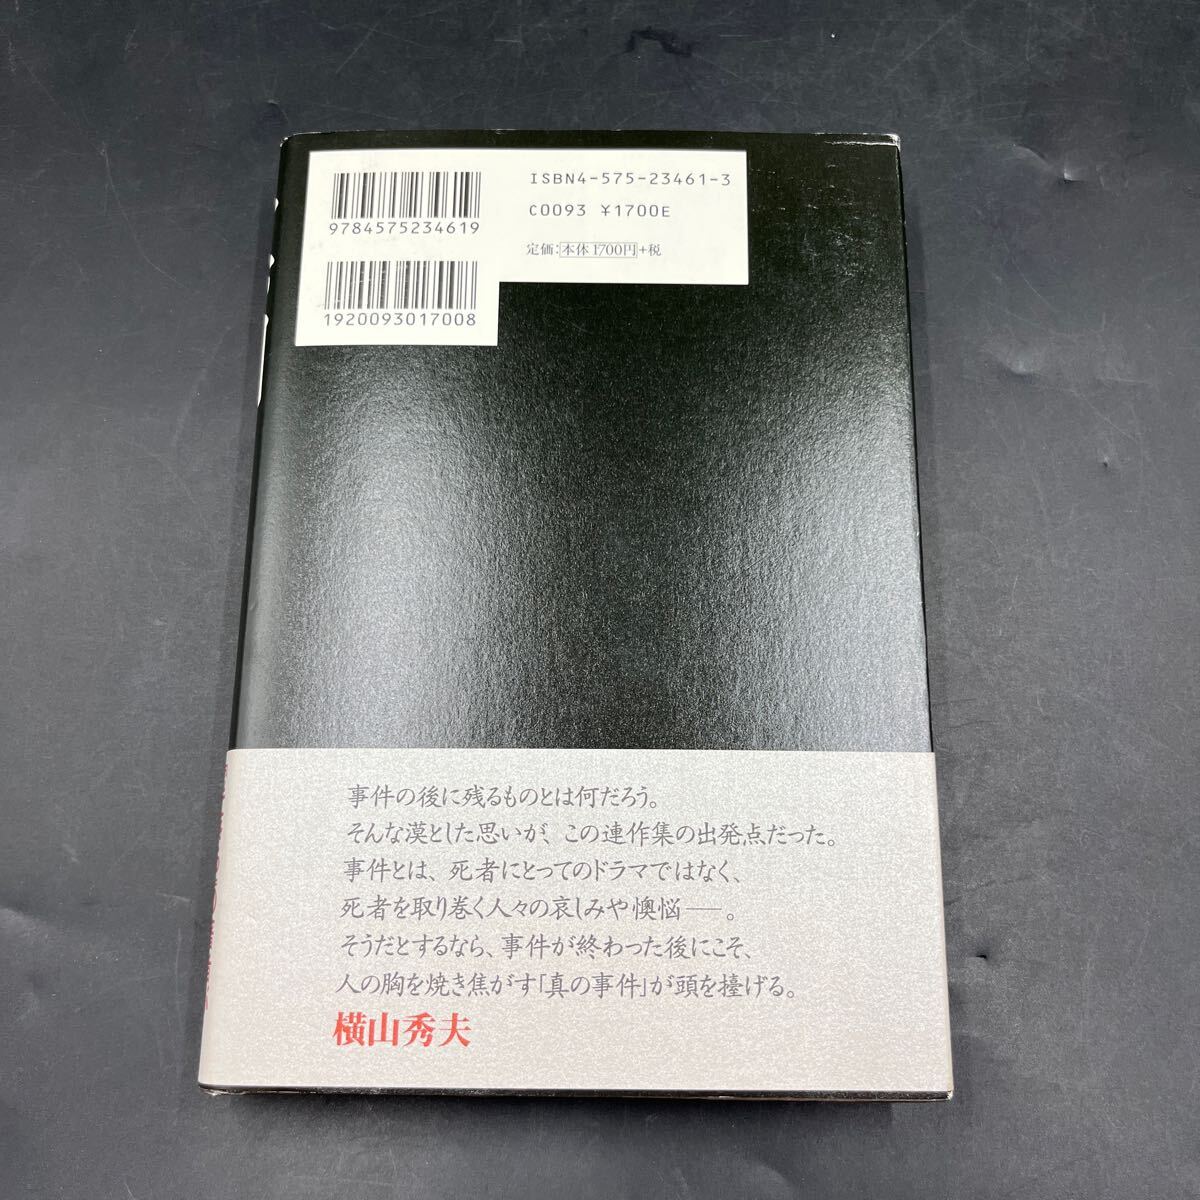 9784575234619
ISBN4-575-23461-3
C0093 ¥1700E
定価：本体1700円+税
1920093017008
事件の後に残るものとは何だろう。
そんな漠とした思いが、この連作集の出発点だった。
事件とは、死者にとってのドラマではなく、
死者を取り巻く人々の哀しみや懊悩――。
そうだとするなら、事件が終わった後にこそ、
人の胸を焼き焦がす「真の事件」が頭を擡げる。
横山秀夫